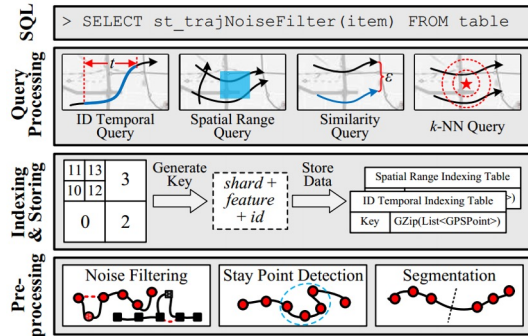 SQL
> SELECT st_trajNoiseFilter(item) FROM table
Query
Processing
t
ID Temporal
Query
Spatial Range
Query
ε
Similarity
Query
k-NN Query
Indexing
& Storing
11 13
10 12
3
0 2
Generate
Key
shard +
feature
+ id
Store
Data
Spatial Range Indexing Table
>)
ID Temporal Indexing Table
Key GZip(List<GPSPoint>)
Pre-
processing
Noise Filtering
Stay Point Detection
Segmentation